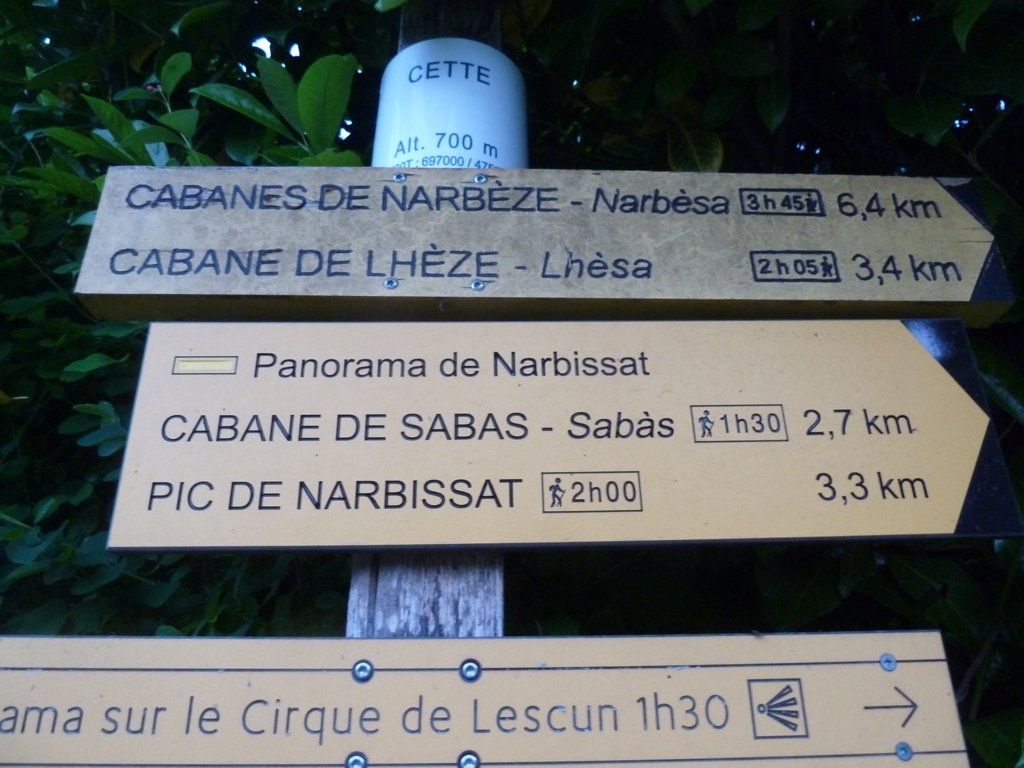 CETTE
Alt. 700 m
: 697000 /
CABANES DE NARBÈZE - Narbèsa 3h45 6,4 km
CABANE DE LHÈZE - Lhèsa 2h05 3,4 km
Panorama de Narbissat
CABANE DE SABAS - Sabàs 1h30 2,7 km
PIC DE NARBISSAT 2h00 3,3 km
ama sur le Cirque de Lescun 1h30